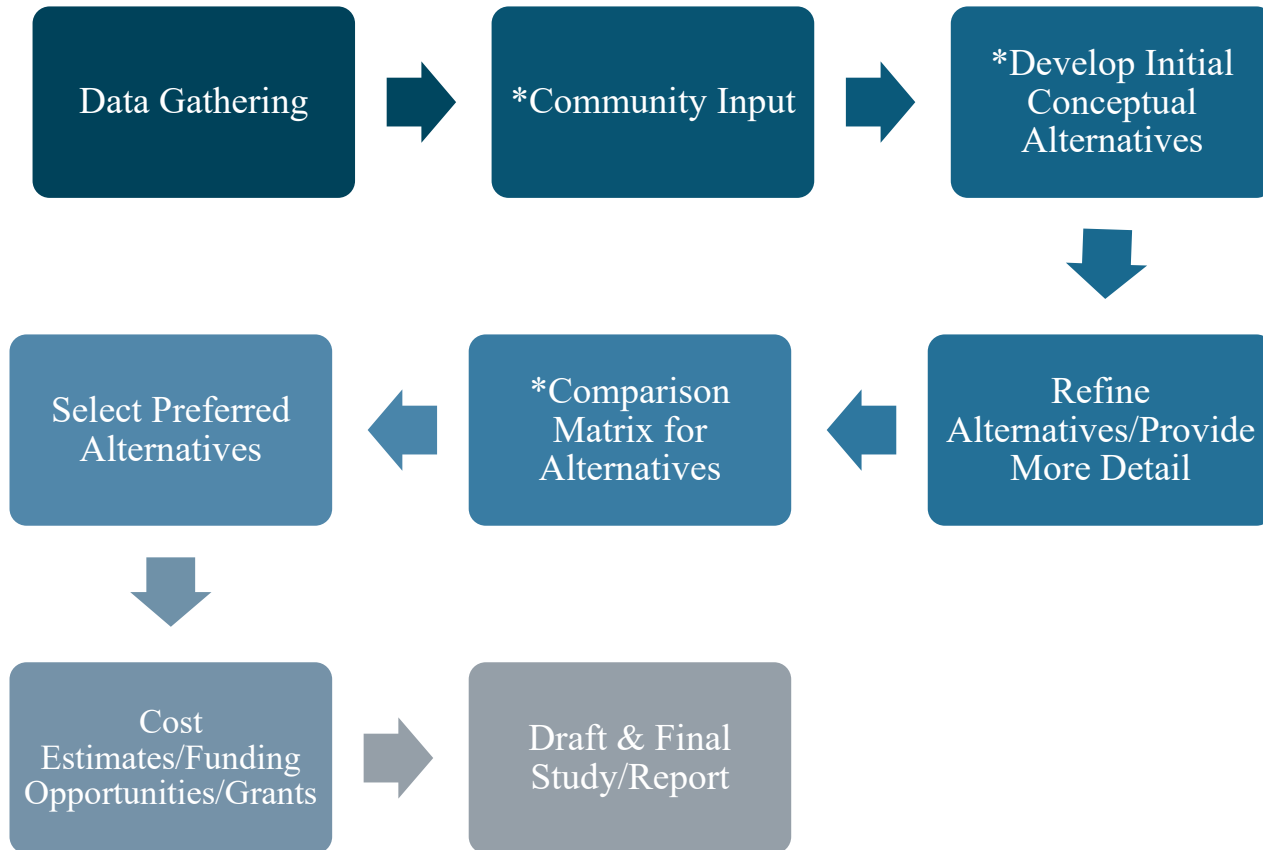 Data Gathering
*Community Input
*Develop Initial
Conceptual
Alternatives
Refine
Alternatives/Provide
More Detail
*Comparison
Matrix for
Alternatives
Select Preferred
Alternatives
Cost
Estimates/Funding
Opportunities/Grants
Draft & Final
Study/Report